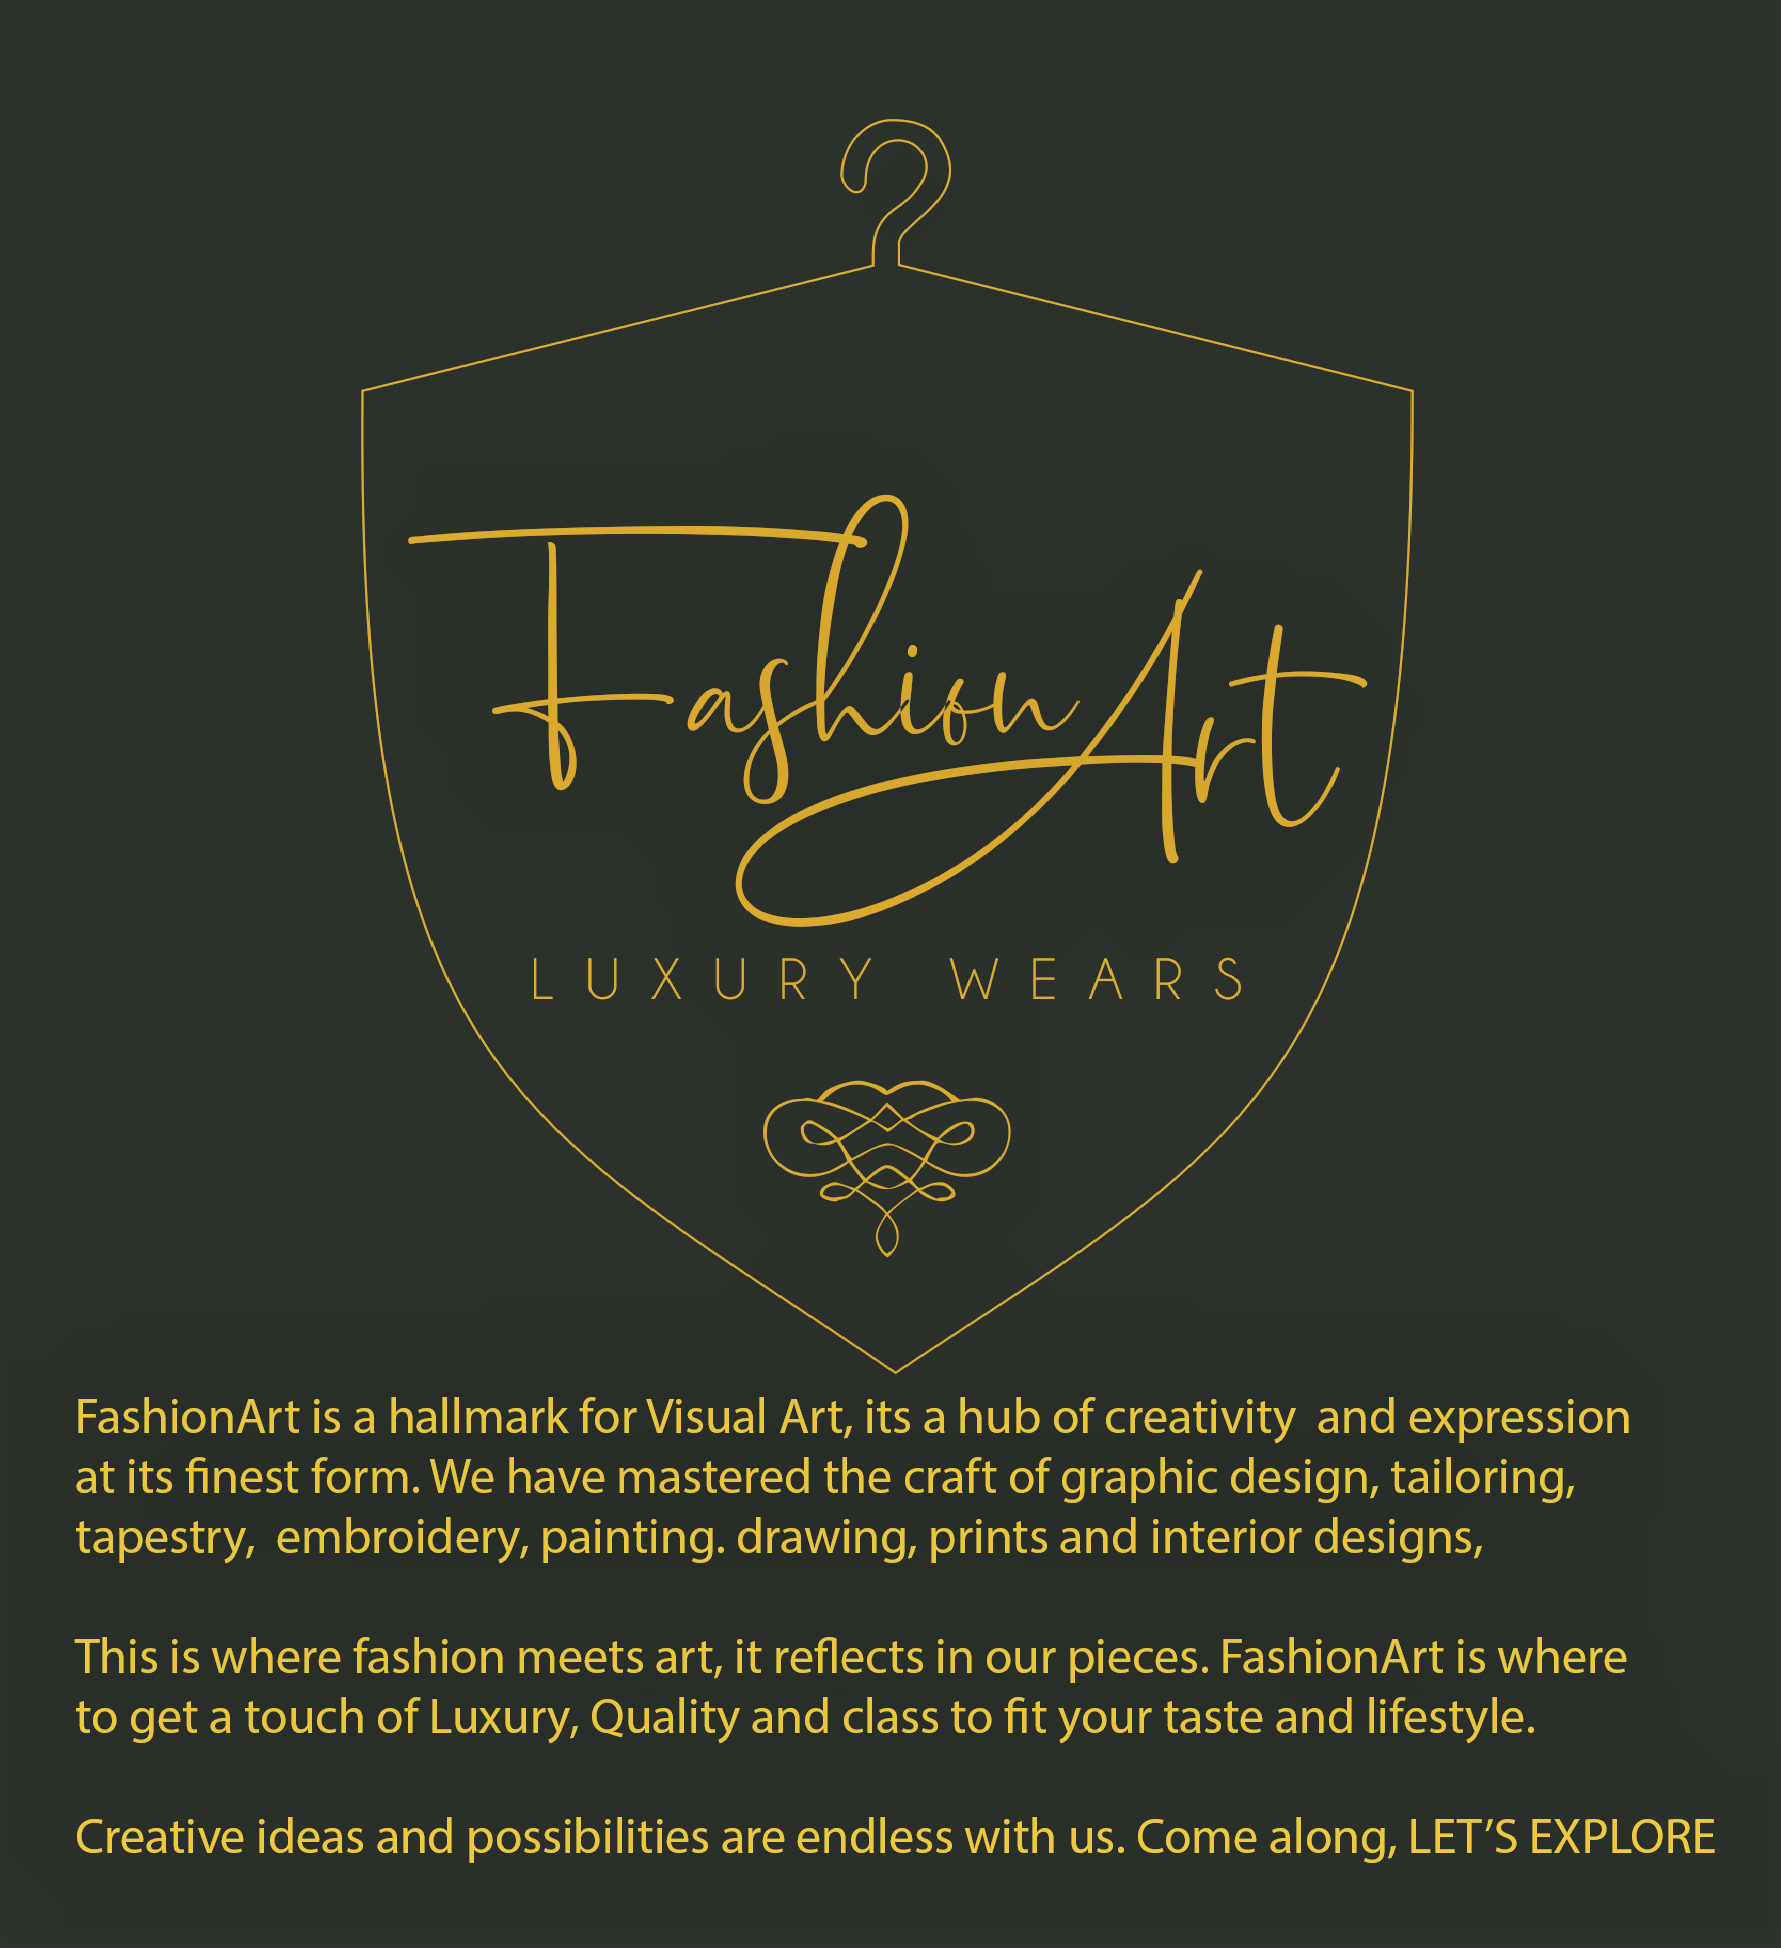 FashionArt
LUXURY WEARS
FashionArt is a hallmark for Visual Art, its a hub of creativity  and expression
at its finest form. We have mastered the craft of graphic design, tailoring,
tapestry,  embroidery, painting. drawing, prints and interior designs,
This is where fashion meets art, it reflects in our pieces. FashionArt is where
to get a touch of Luxury, Quality and class to fit your taste and lifestyle.
Creative ideas and possibilities are endless with us. Come along, LET’S EXPLORE